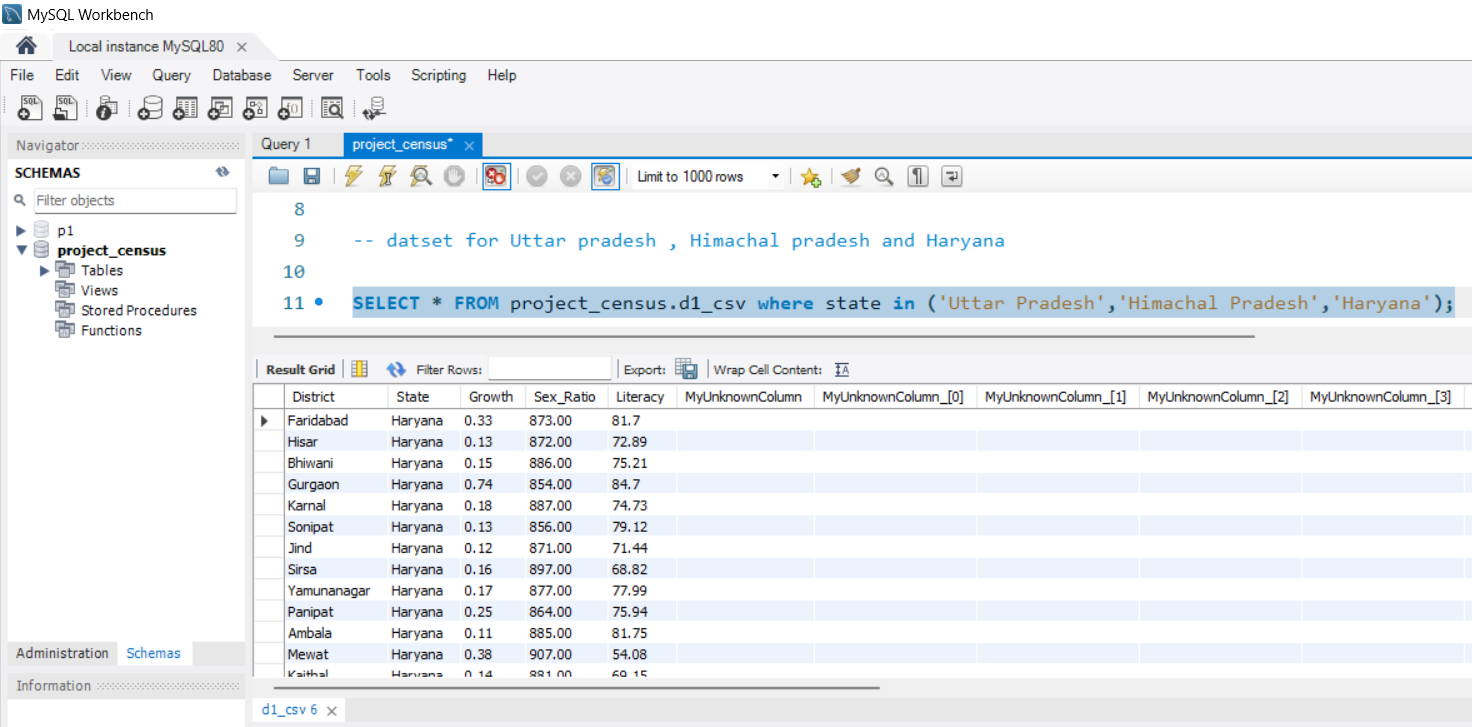 MySQL Workbench
Local instance MySQL80
File Edit View Query Database Server Tools Scripting Help
Navigator
SCHEMAS
Filter objects
p1
project_census
Tables
Views
Stored Procedures
Functions
Administration Schemas
Information
Query 1 project_census*
Limit to 1000 rows
8
9 -- datset for Uttar pradesh , Himachal pradesh and Haryana
10
11 SELECT * FROM project_census.d1_csv where state in ('Uttar Pradesh','Himachal Pradesh','Haryana');
Result Grid Filter Rows: Export: Wrap Cell Content:
District State Growth Sex_Ratio Literacy MyUnknownColumn MyUnknownColumn_[0] MyUnknownColumn_[1] MyUnknownColumn_[2] MyUnknownColumn_[3]
Faridabad Haryana 0.33 873.00 81.7
Hisar Haryana 0.13 872.00 72.89
Bhiwani Haryana 0.15 886.00 75.21
Gurgaon Haryana 0.74 854.00 84.7
Karnal Haryana 0.18 887.00 74.73
Sonipat Haryana 0.13 856.00 79.12
Jind Haryana 0.12 871.00 71.44
Sirsa Haryana 0.16 897.00 68.82
Yamunanagar Haryana 0.17 877.00 77.99
Panipat Haryana 0.25 864.00 75.94
Ambala Haryana 0.11 885.00 81.75
Mewat Haryana 0.38 907.00 54.08
Kaithal Haryana 0.14 881.00 69.15
d1_csv 6